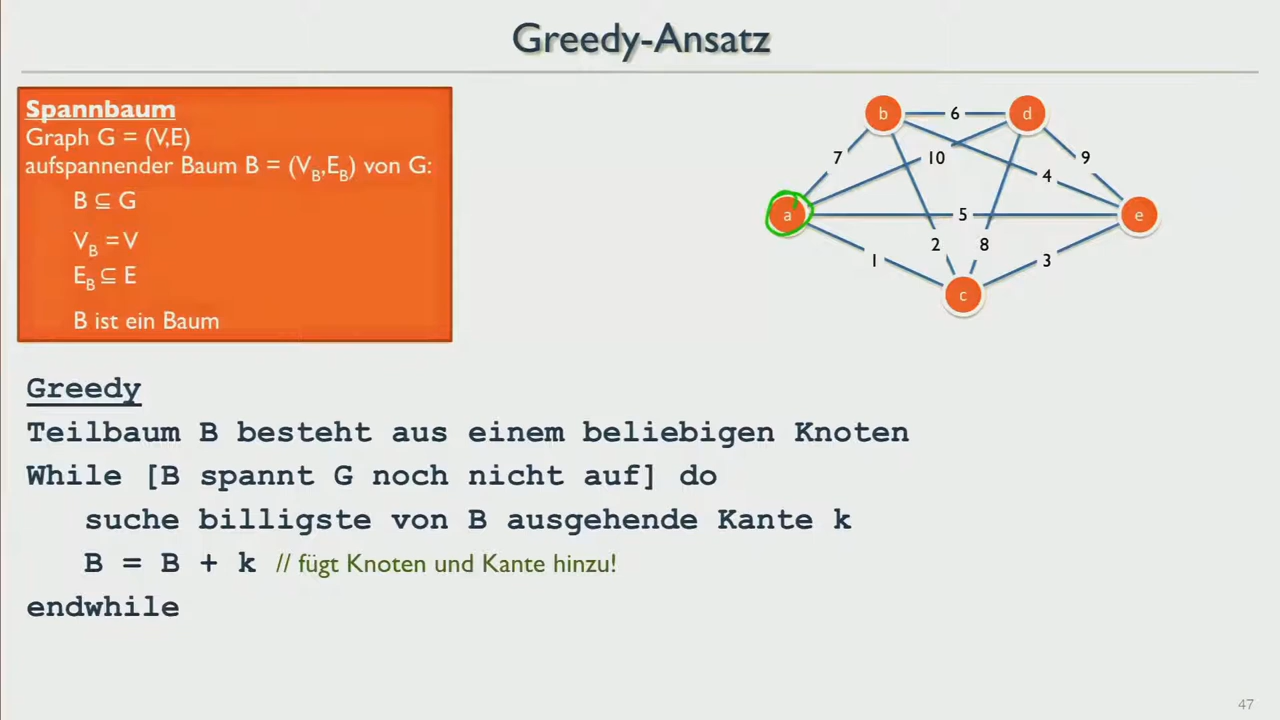 Greedy-Ansatz
Spannbaum
Graph G = (V,E)
aufspannender Baum B = (V_B,E_B) von G:
B ⊆ G
V_B = V
E_B ⊆ E
B ist ein Baum
b
6
d
7
10
9
4
a
5
e
2
8
1
3
c
Greedy
Teilbaum B besteht aus einem beliebigen Knoten
While [B spannt G noch nicht auf] do
suche billigste von B ausgehende Kante k
B = B + k // fügt Knoten und Kante hinzu!
endwhile
47